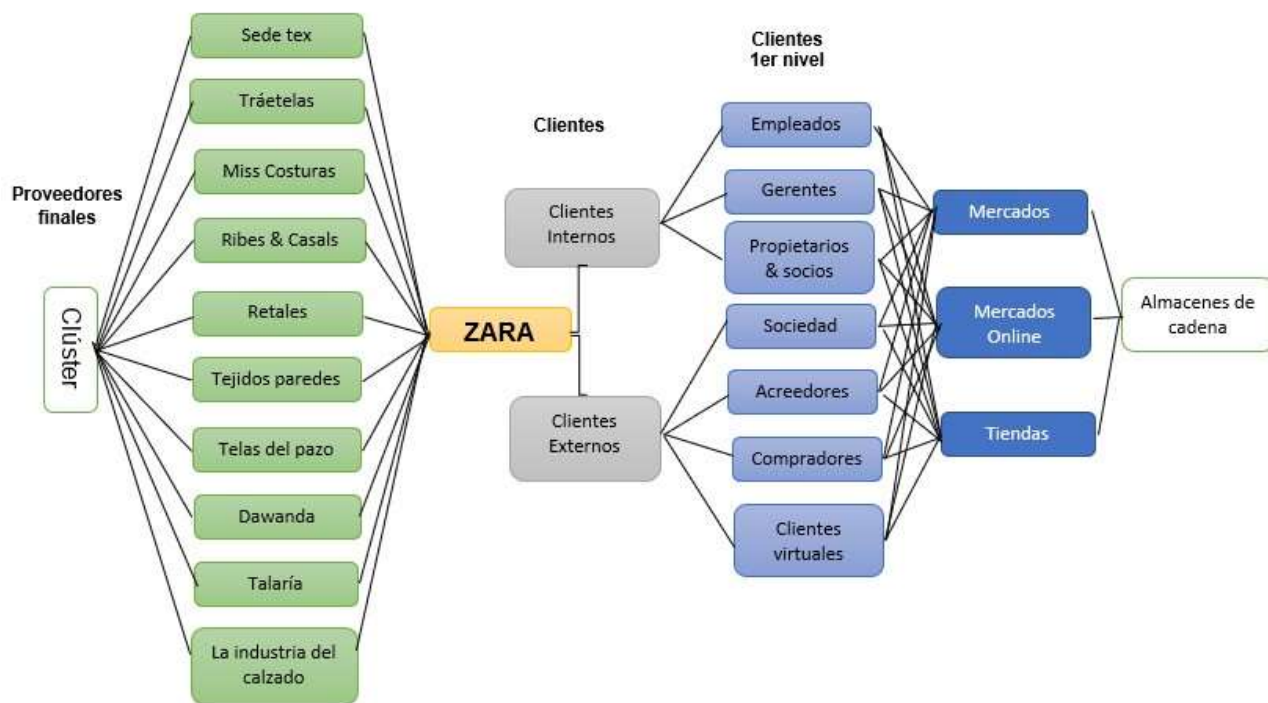 Proveedores
finales
Clúster
Sede tex
Tráetelas
Miss Costuras
Ribes & Casals
Retales
Tejidos paredes
Telas del pazo
Dawanda
Talaría
La industria del
calzado
ZARA
Clientes
Clientes
Internos
Clientes
Externos
Clientes
1er nivel
Empleados
Gerentes
Propietarios
& socios
Sociedad
Acreedores
Compradores
Clientes
virtuales
Mercados
Mercados
Online
Tiendas
Almacenes de
cadena